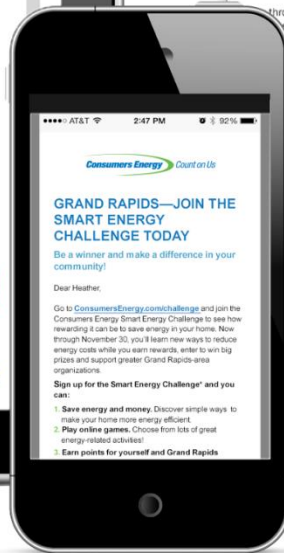 thro
AT&T 2:47 PM 92%
Consumers Energy Count on Us
GRAND RAPIDS—JOIN THE
SMART ENERGY
CHALLENGE TODAY
Be a winner and make a difference in your
community!
Dear Heather,
Go to ConsumersEnergy.com/challenge and join the
Consumers Energy Smart Energy Challenge to see how
rewarding it can be to save energy in your home. Now
through November 30, you'll learn new ways to reduce
energy costs while you earn rewards, enter to win big
prizes and support greater Grand Rapids-area
organizations.
Sign up for the Smart Energy Challenge* and you
can:
1. Save energy and money. Discover simple ways to
make your home more energy efficient.
2. Play online games. Choose from lots of great
energy-related activities!
3. Earn points for yourself and Grand Rapids